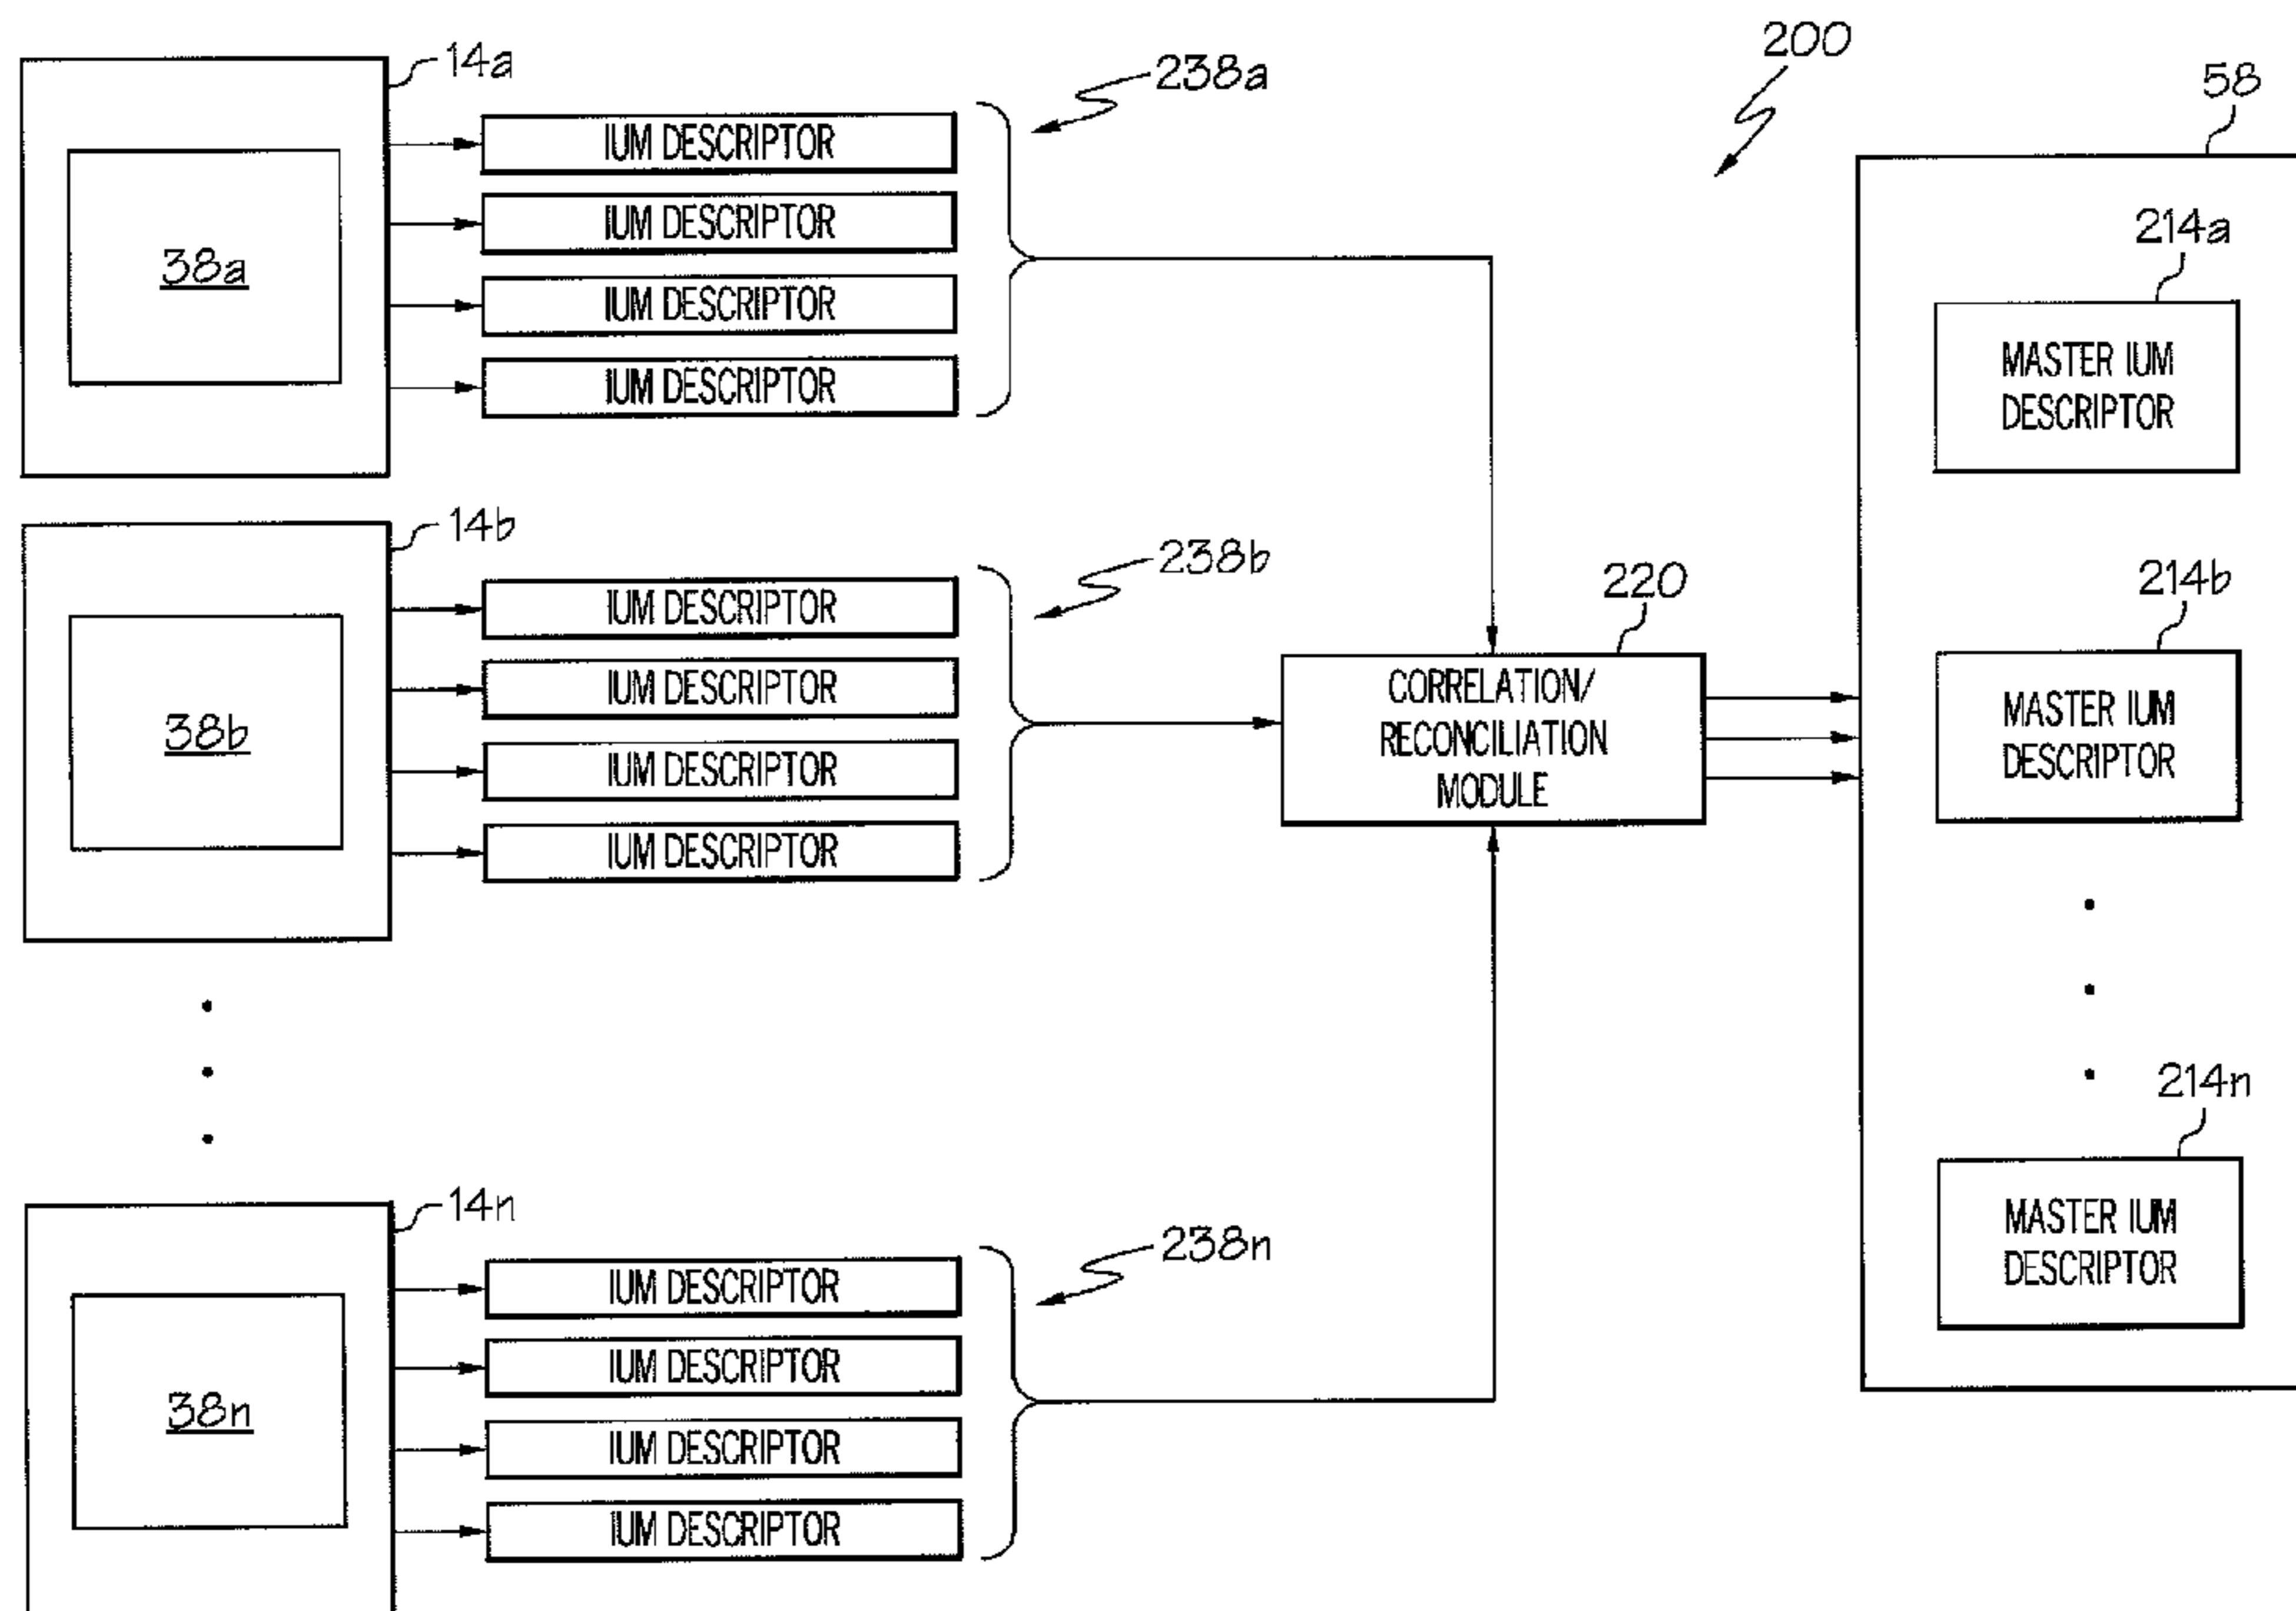 200
58
14a
238a
38a
IUM DESCRIPTOR
IUM DESCRIPTOR
IUM DESCRIPTOR
IUM DESCRIPTOR
214a
MASTER IUM
DESCRIPTOR
14b
238b
38b
IUM DESCRIPTOR
IUM DESCRIPTOR
IUM DESCRIPTOR
IUM DESCRIPTOR
220
CORRELATION/
RECONCILIATION
MODULE
214b
MASTER IUM
DESCRIPTOR
14n
238n
38n
IUM DESCRIPTOR
IUM DESCRIPTOR
IUM DESCRIPTOR
IUM DESCRIPTOR
214n
MASTER IUM
DESCRIPTOR